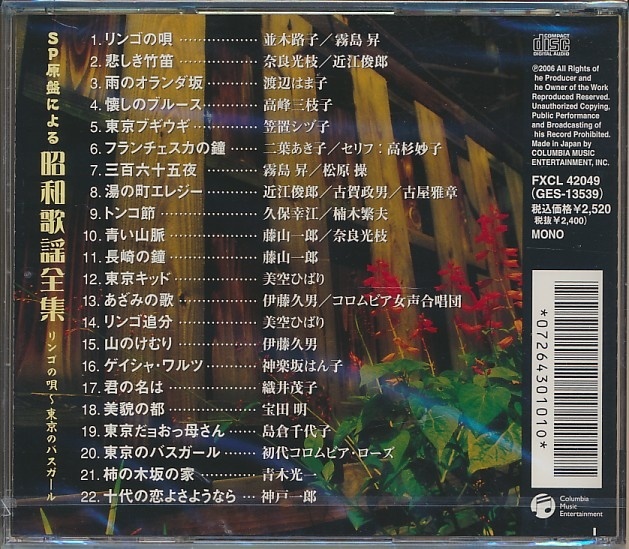 SP原盤による 昭和歌謡全集 リンゴの唄～東京のバスガール
1.リンゴの唄 ················ 並木路子／霧島 昇
2.悲しき竹笛 ················ 奈良光枝／近江俊郎
3.雨のオランダ坂 ··········· 渡辺はま子
4.懐しのブルース ··········· 高峰三枝子
5.東京ブギウギ ············· 笠置シヅ子
6.フランチェスカの鐘 ······ 二葉あき子／セリフ：高杉妙子
7.三百六十五夜 ············· 霧島 昇／松原 操
8.湯の町エレジー ··········· 近江俊郎／古賀政男／古屋雅章
9.トンコ節 ··················· 久保幸江／楠木繁夫
10.青い山脈 ·················· 藤山一郎／奈良光枝
11.長崎の鐘 ·················· 藤山一郎
12.東京キッド ··············· 美空ひばり
13.あざみの歌 ··············· 伊藤久男／コロムビア女声合唱団
14.リンゴ追分 ··············· 美空ひばり
15.山のけむり ··············· 伊藤久男
16.ゲイシャ・ワルツ ········ 神楽坂はん子
17.君の名は ·················· 織井茂子
18.美貌の都 ·················· 宝田 明
19.東京だョおっ母さん ····· 島倉千代子
20.東京のバスガール ······· 初代コロムビア・ローズ
21.柿の木坂の家 ············ 青木光一
22.十代の恋よさようなら ··· 神戸一郎
COMPACT
disc
DIGITAL AUDIO
℗2006 All Rights of
he Producer and
he Owner of the Work
Reproduced Reserved.
Unauthorized Copying,
Public Performance
and Broadcasting of
his Record Prohibited.
Made in Japan by
COLUMBIA MUSIC
ENTERTAINMENT, INC.
FXCL 42049
(GES-13539)
税込価格¥2,520
税抜¥2,400
MONO
*07264301010*
Columbia
Music
Entertainment